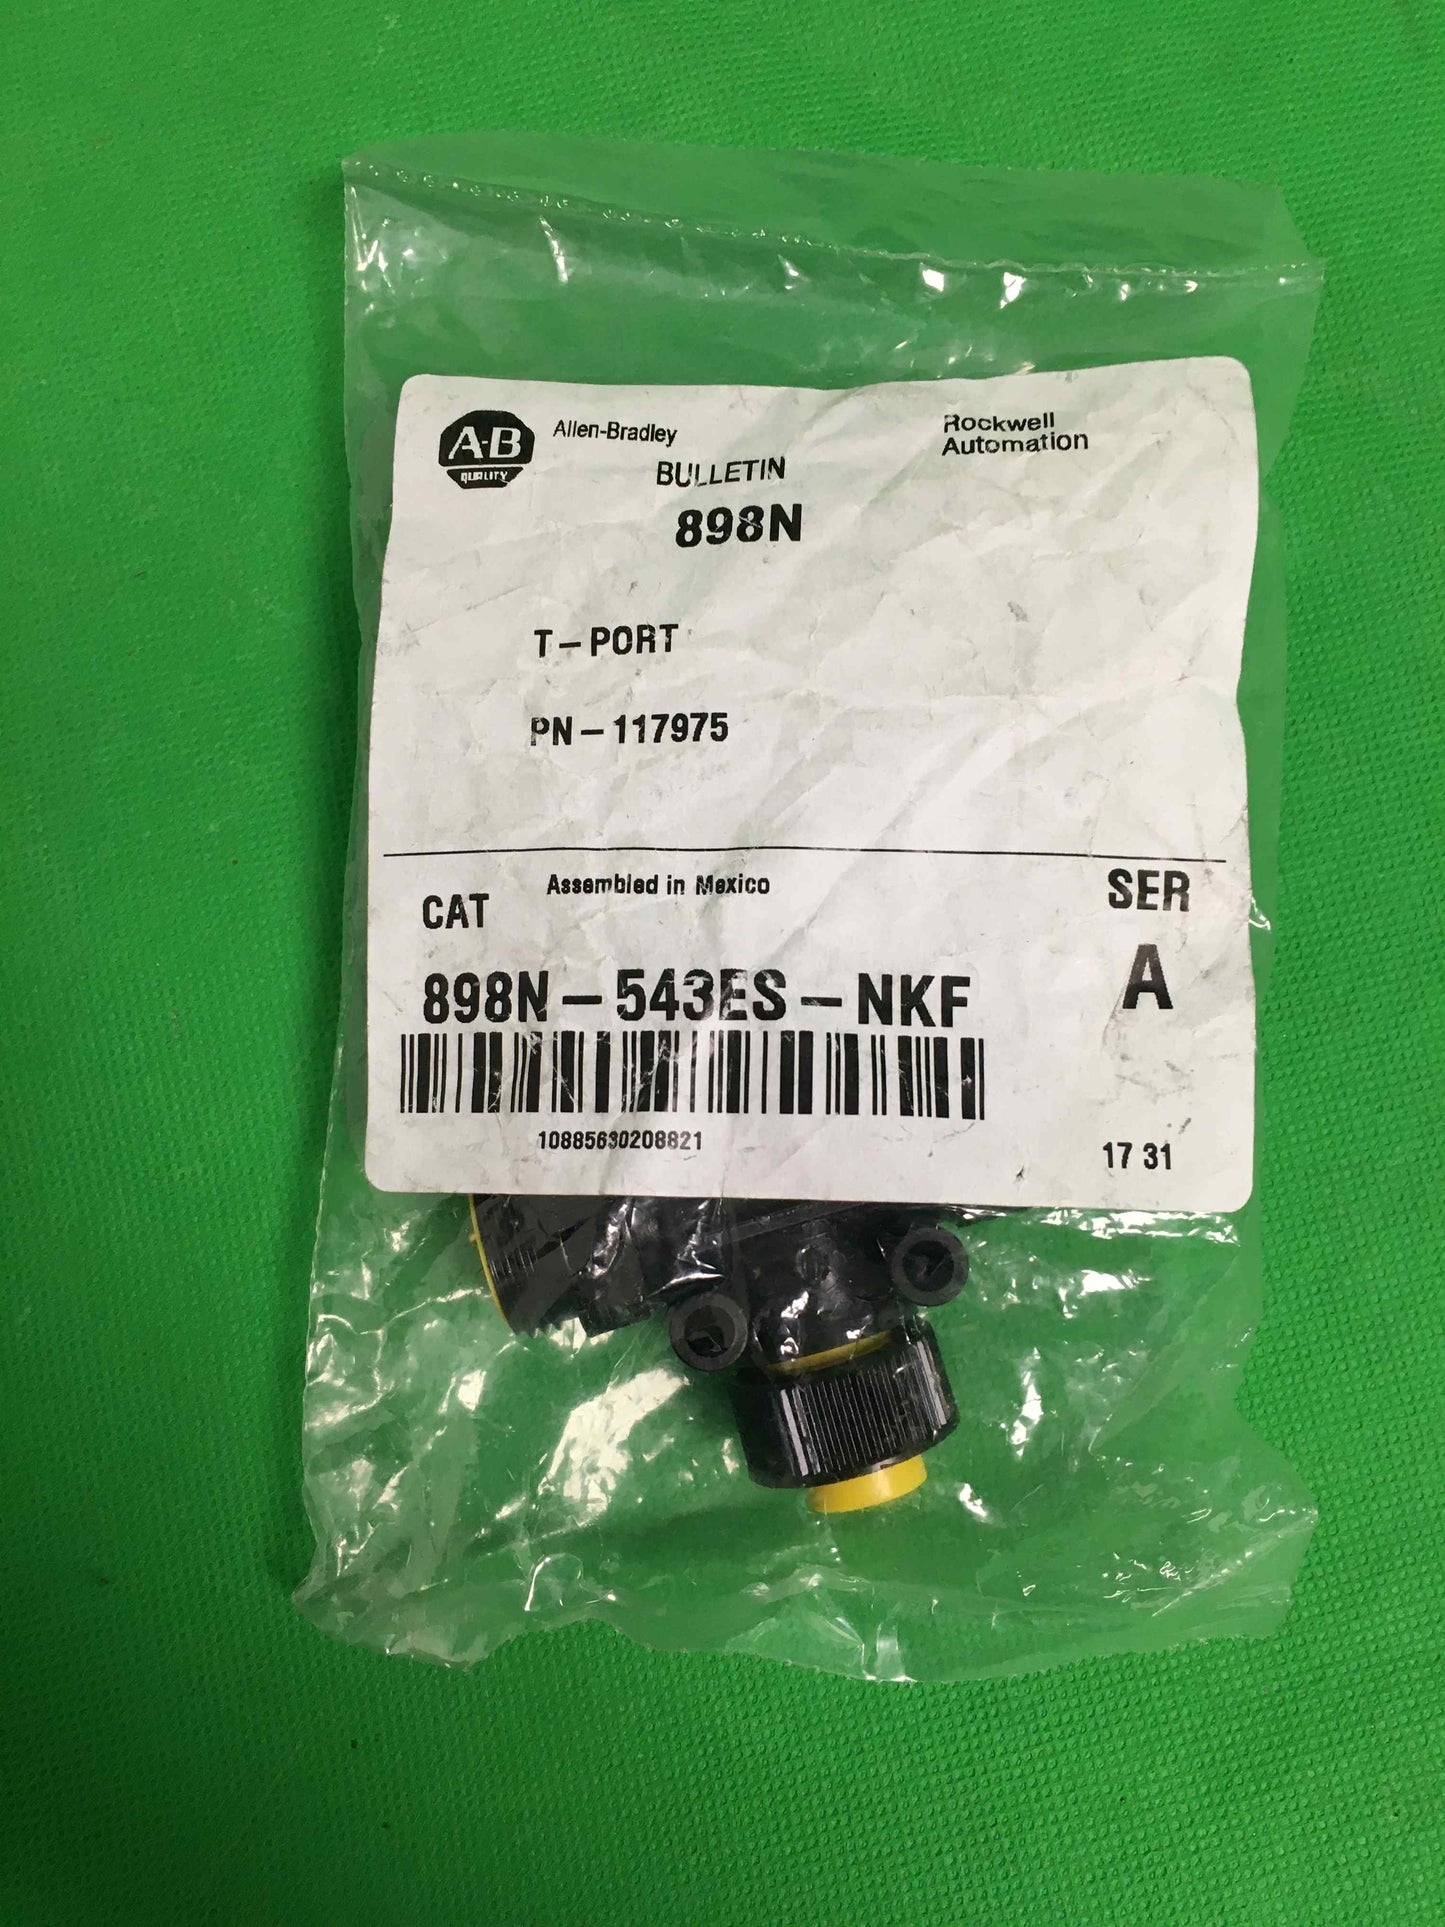 A-B
QUALITY
Allen-Bradley
Rockwell
Automation
BULLETIN
898N
T-PORT
PN-117975
Assembled in Mexico
CAT
SER
898N-543ES-NKF
A
10885630208821
17 31